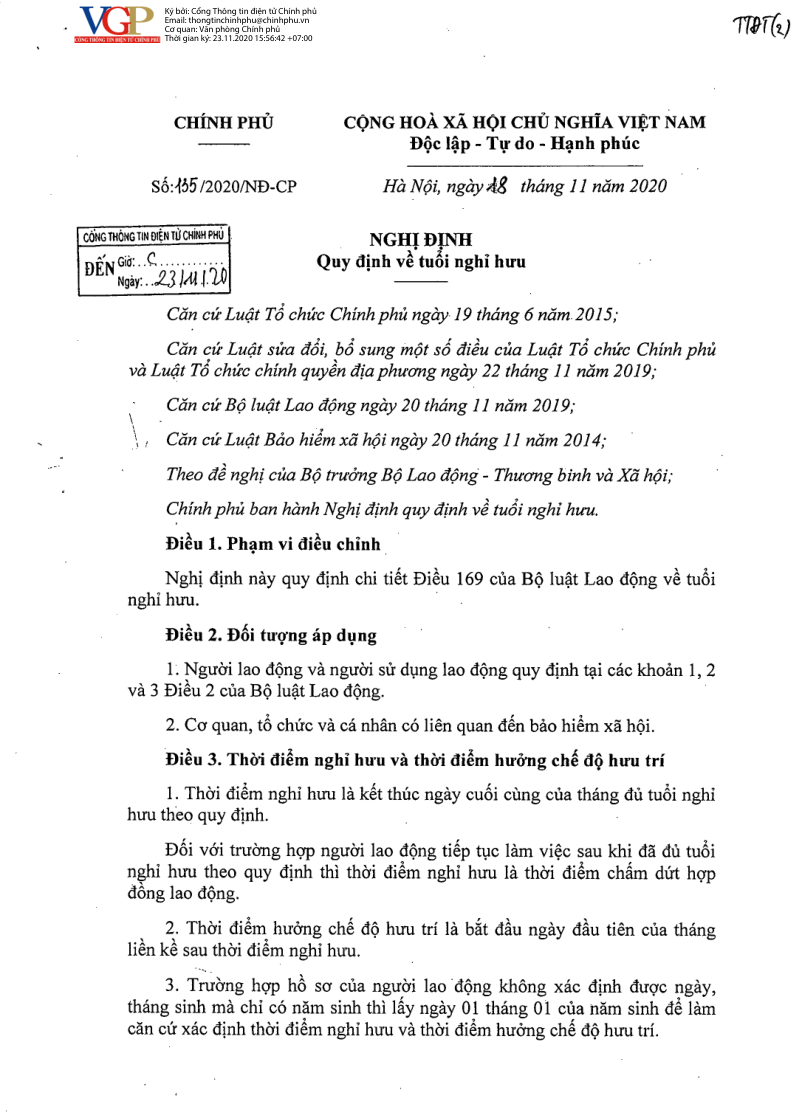 VGP
CỔNG THÔNG TIN ĐIỆN TỬ CHÍNH PHỦ
Ký bởi: Cổng Thông tin điện tử Chính phủ
Email: thongtinchinhphu@chinhphu.vn
Cơ quan: Văn phòng Chính phủ
Thời gian ký: 23.11.2020 15:56:42 +07:00
TTĐT(2)
CHÍNH PHỦ
CỘNG HOÀ XÃ HỘI CHỦ NGHĨA VIỆT NAM
Độc lập - Tự do - Hạnh phúc
Số: 135/2020/NĐ-CP
Hà Nội, ngày 18 tháng 11 năm 2020
CỔNG THÔNG TIN ĐIỆN TỬ CHÍNH PHỦ
ĐẾN Giờ: ..C............
Ngày: ..23/11/.20
NGHỊ ĐỊNH
Quy định về tuổi nghỉ hưu
Căn cứ Luật Tổ chức Chính phủ ngày 19 tháng 6 năm 2015;
Căn cứ Luật sửa đổi, bổ sung một số điều của Luật Tổ chức Chính phủ
và Luật Tổ chức chính quyền địa phương ngày 22 tháng 11 năm 2019;
Căn cứ Bộ luật Lao động ngày 20 tháng 11 năm 2019;
Căn cứ Luật Bảo hiểm xã hội ngày 20 tháng 11 năm 2014;
Theo đề nghị của Bộ trưởng Bộ Lao động - Thương binh và Xã hội;
Chính phủ ban hành Nghị định quy định về tuổi nghỉ hưu.
Điều 1. Phạm vi điều chỉnh
Nghị định này quy định chi tiết Điều 169 của Bộ luật Lao động về tuổi
nghỉ hưu.
Điều 2. Đối tượng áp dụng
1. Người lao động và người sử dụng lao động quy định tại các khoản 1, 2
và 3 Điều 2 của Bộ luật Lao động.
2. Cơ quan, tổ chức và cá nhân có liên quan đến bảo hiểm xã hội.
Điều 3. Thời điểm nghỉ hưu và thời điểm hưởng chế độ hưu trí
1. Thời điểm nghỉ hưu là kết thúc ngày cuối cùng của tháng đủ tuổi nghỉ
hưu theo quy định.
Đối với trường hợp người lao động tiếp tục làm việc sau khi đã đủ tuổi
nghỉ hưu theo quy định thì thời điểm nghỉ hưu là thời điểm chấm dứt hợp
đồng lao động.
2. Thời điểm hưởng chế độ hưu trí là bắt đầu ngày đầu tiên của tháng
liền kề sau thời điểm nghỉ hưu.
3. Trường hợp hồ sơ của người lao động không xác định được ngày,
tháng sinh mà chỉ có năm sinh thì lấy ngày 01 tháng 01 của năm sinh để làm
căn cứ xác định thời điểm nghỉ hưu và thời điểm hưởng chế độ hưu trí.